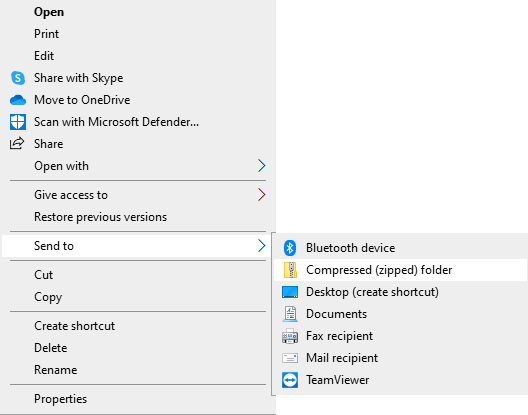 Open
Print
Edit
Share with Skype
Move to OneDrive
Scan with Microsoft Defender...
Share
Open with
Give access to
Restore previous versions
Send to
Cut
Copy
Create shortcut
Delete
Rename
Properties
Bluetooth device
Compressed (zipped) folder
Desktop (create shortcut)
Documents
Fax recipient
Mail recipient
TeamViewer